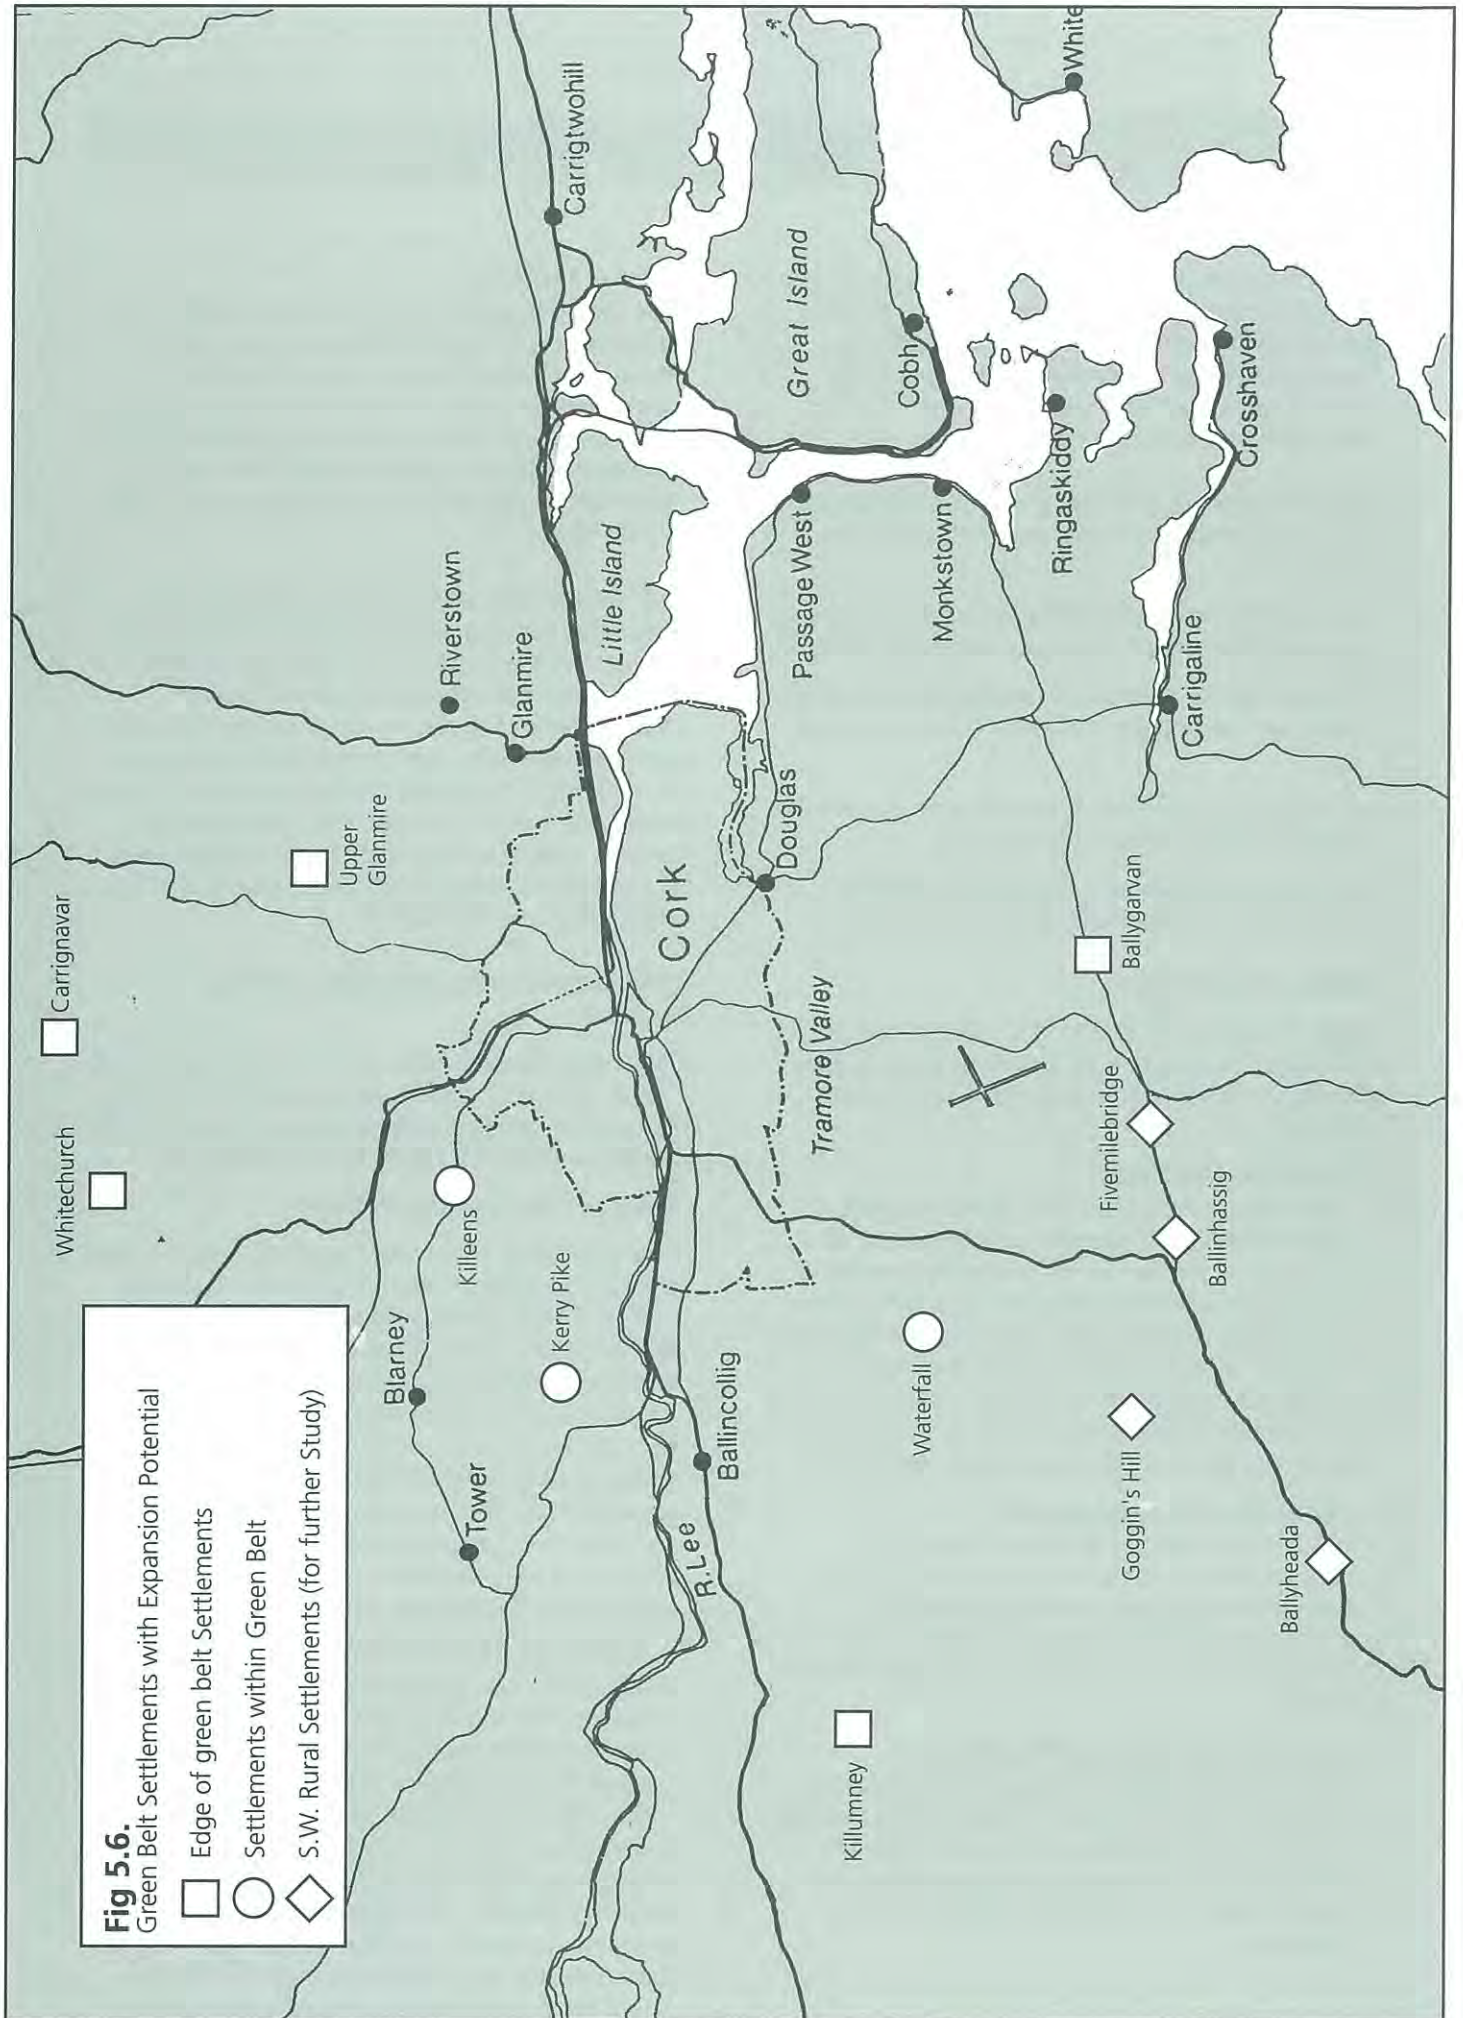 Fig 5.6.
Green Belt Settlements with Expansion Potential
Edge of green belt Settlements
Settlements within Green Belt
S.W. Rural Settlements (for further Study)
Whitechurch
Carrignavar
Upper
Glanmire
Riverstown
Glanmire
Carrigtwohill
Killeens
Blarney
Kerry Pike
Tower
Little Island
Cork
Great Island
R. Lee
Ballincollig
Douglas
Passage West
Cobh
Tramore Valley
Monkstown
Waterfall
Killumney
Ringaskiddy
White
Fivemilebridge
Ballygarvan
Carrigaline
Crosshaven
Goggin's Hill
Ballinhassig
Ballyheada